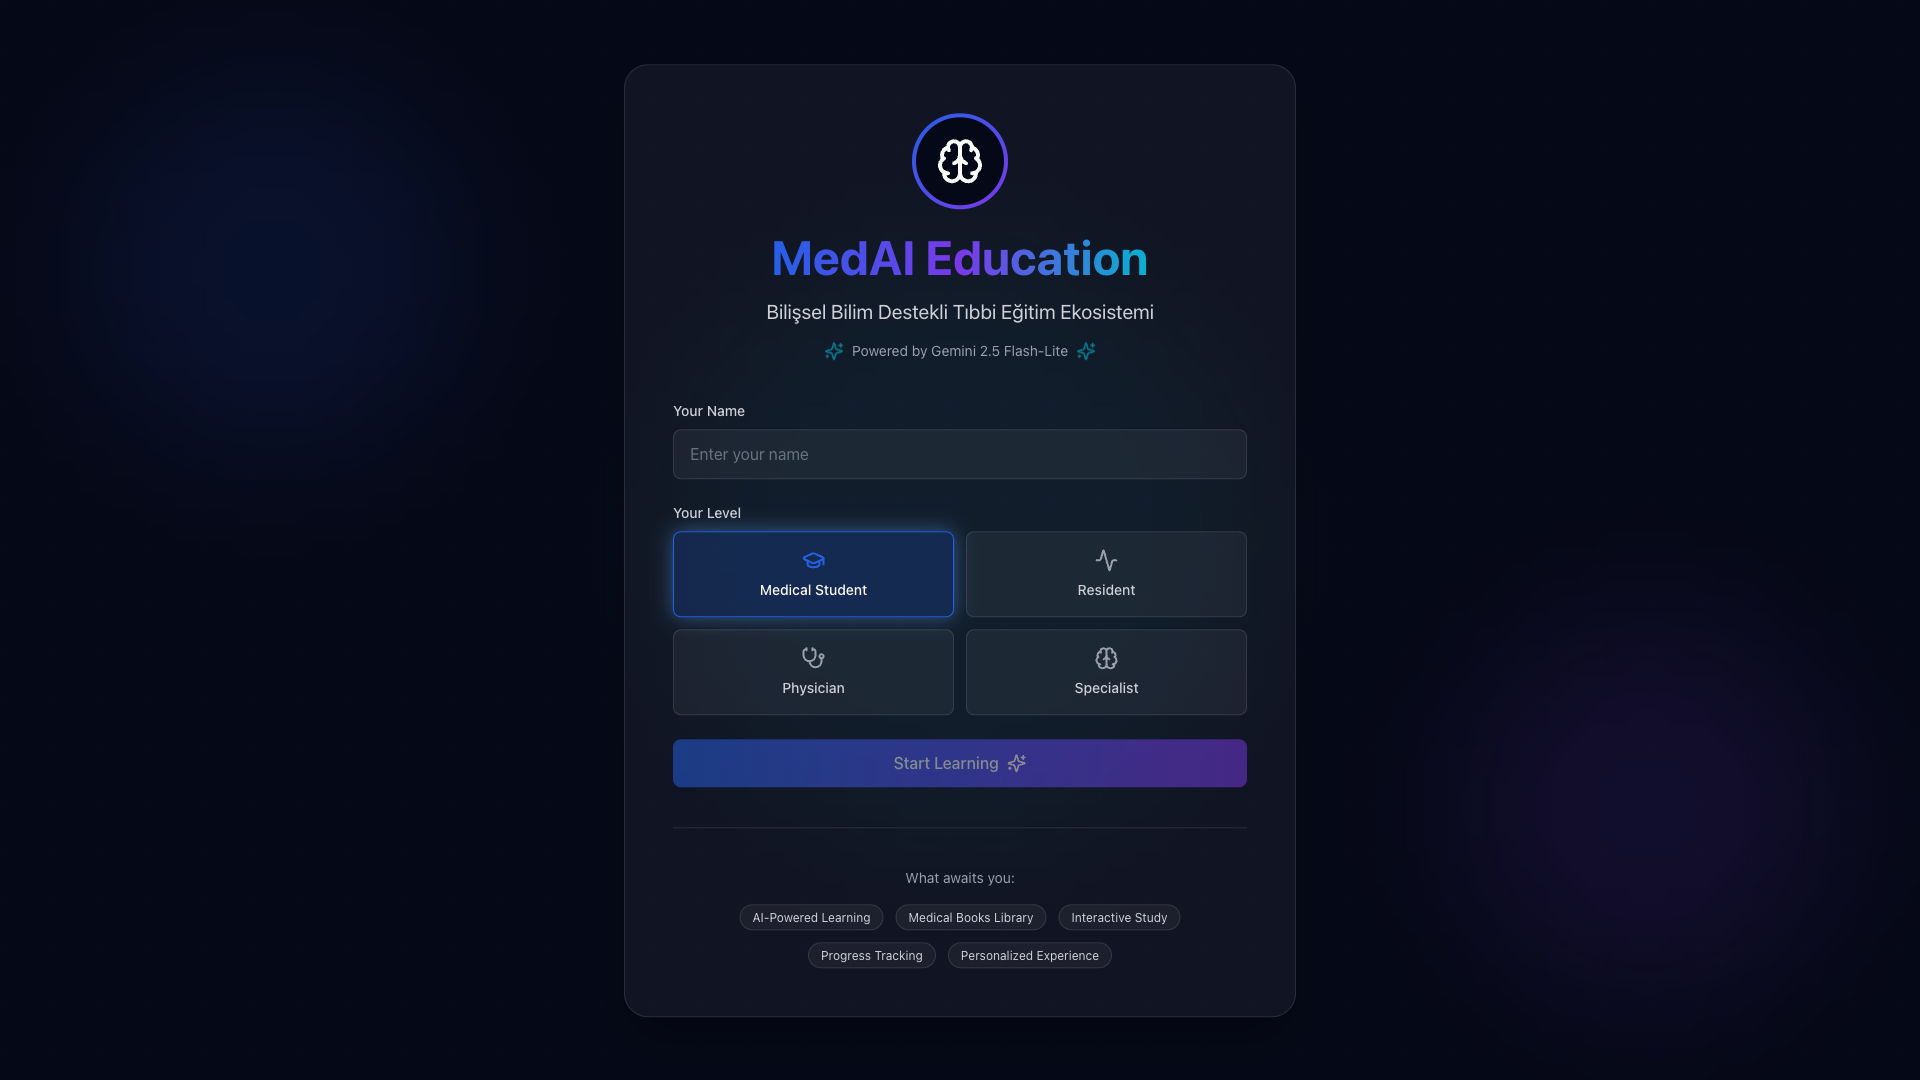 MedAI Education
Bilişsel Bilim Destekli Tıbbi Eğitim Ekosistemi
Powered by Gemini 2.5 Flash-Lite
Your Name
Enter your name
Your Level
Medical Student
Resident
Physician
Specialist
Start Learning
What awaits you:
AI-Powered Learning
Medical Books Library
Interactive Study
Progress Tracking
Personalized Experience